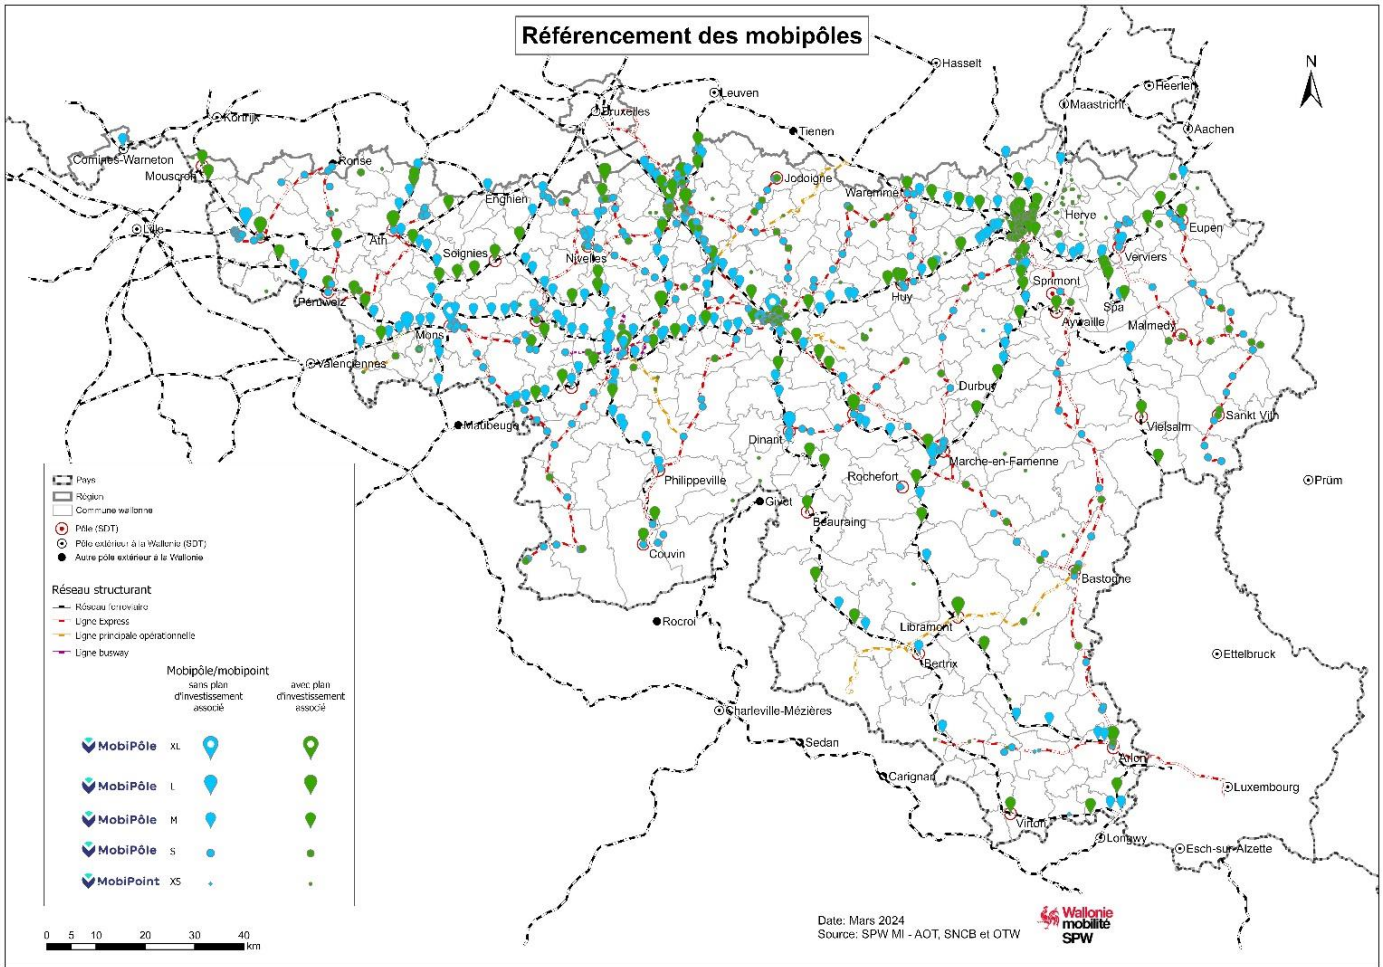 Référencement des mobipôles
N
Hasselt
Leuven
Heerlen
Maastricht
Bruxelles
Kortrijk
Aachen
Tienen
Comines-Warneton
Ronse
Mouscron
Jodoigne
Waremme
Enghien
Herve
Lille
Ath
Eupen
Soignies
Nivelles
Verviers
Sprimont
Huy
Péruwelz
Spa
Aywaille
Malmedy
Mons
Valenciennes
Durbuy
Sankt Vith
Maubeuge
Vielsalm
Dinant
Marche-en-Famenne
Rochefort
Philippeville
Prüm
Givet
Beauraing
Couvin
Bastogne
Rocroi
Libramont
Ettelbruck
Bertrix
Charleville-Mézières
Sedan
Arlon
Carignan
Luxembourg
Virton
Longwy
Esch-sur-Alzette
Pays
Région
Commune wallonne
Pôle (SDT)
Pôle extérieur à la Wallonie (SDT)
Autre pôle extérieur à la Wallonie
Réseau structurant
Réseau ferroviaire
Ligne Express
Ligne principale opérationnelle
Ligne busway
Mobipôle/mobipoint
sans plan
d'investissement
associé
avec plan
d'investissement
associé
MobiPôle XL
MobiPôle L
MobiPôle M
MobiPôle S
MobiPoint XS
0 5 10 20 30 40
km
Date: Mars 2024
Source: SPW MI - AOT, SNCB et OTW
Wallonie
mobilité
SPW